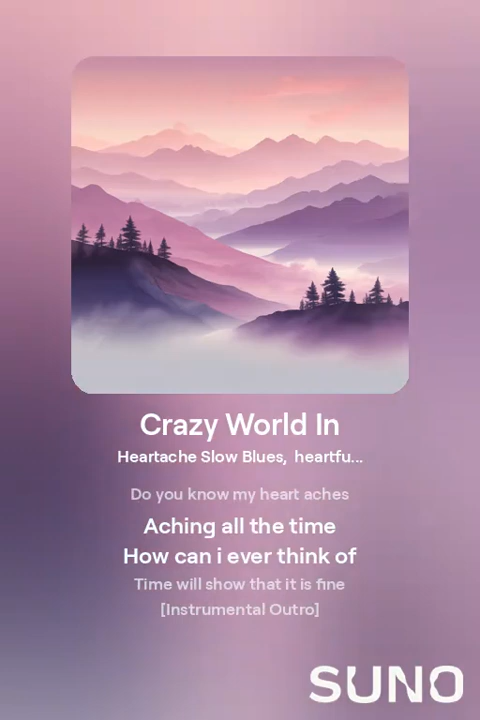 Crazy World In
Heartache Slow Blues, heartfu...
Do you know my heart aches
Aching all the time
How can i ever think of
Time will show that it is fine
[Instrumental Outro]
SUNO